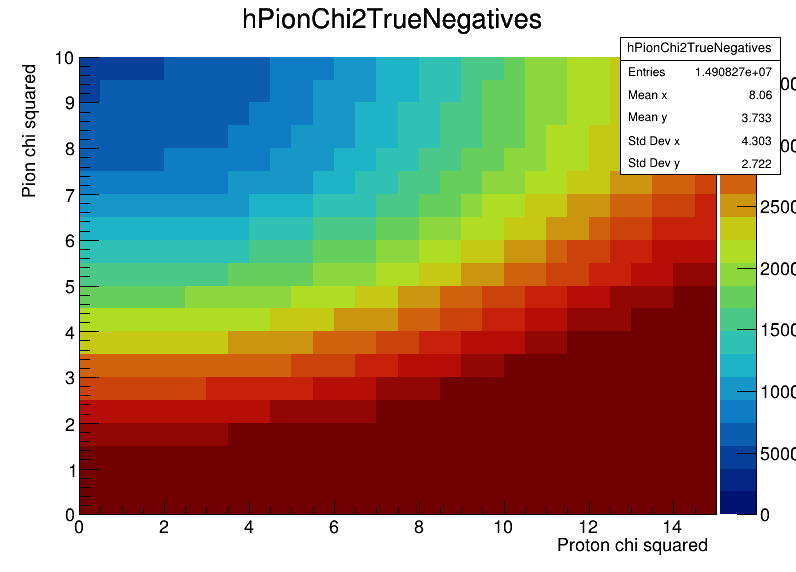 hPionChi2TrueNegatives
hPionChi2TrueNegatives
Entries 1.490827e+07
Mean x 8.06
Mean y 3.733
Std Dev x 4.303
Std Dev y 2.722
Pion chi squared
10
9
8
7
6
5
4
3
2
1
0
0 2 4 6 8 10 12 14
Proton chi squared
2500
2000
1500
1000
5000
0